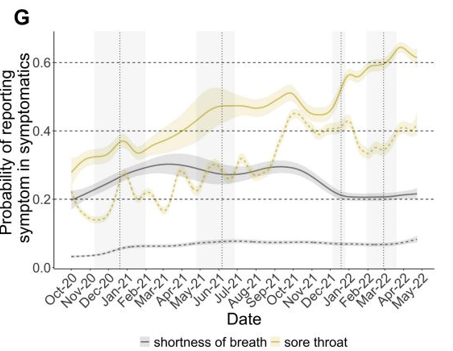 G
Probability of reporting
symptom in symptomatics
0.6
0.4
0.2
0.0
Oct-20
Nov-20
Dec-20
Jan-21
Feb-21
Mar-21
Apr-21
May-21
Jun-21
Jul-21
Aug-21
Sep-21
Oct-21
Nov-21
Dec-21
Jan-22
Feb-22
Mar-22
Apr-22
May-22
Date
shortness of breath sore throat